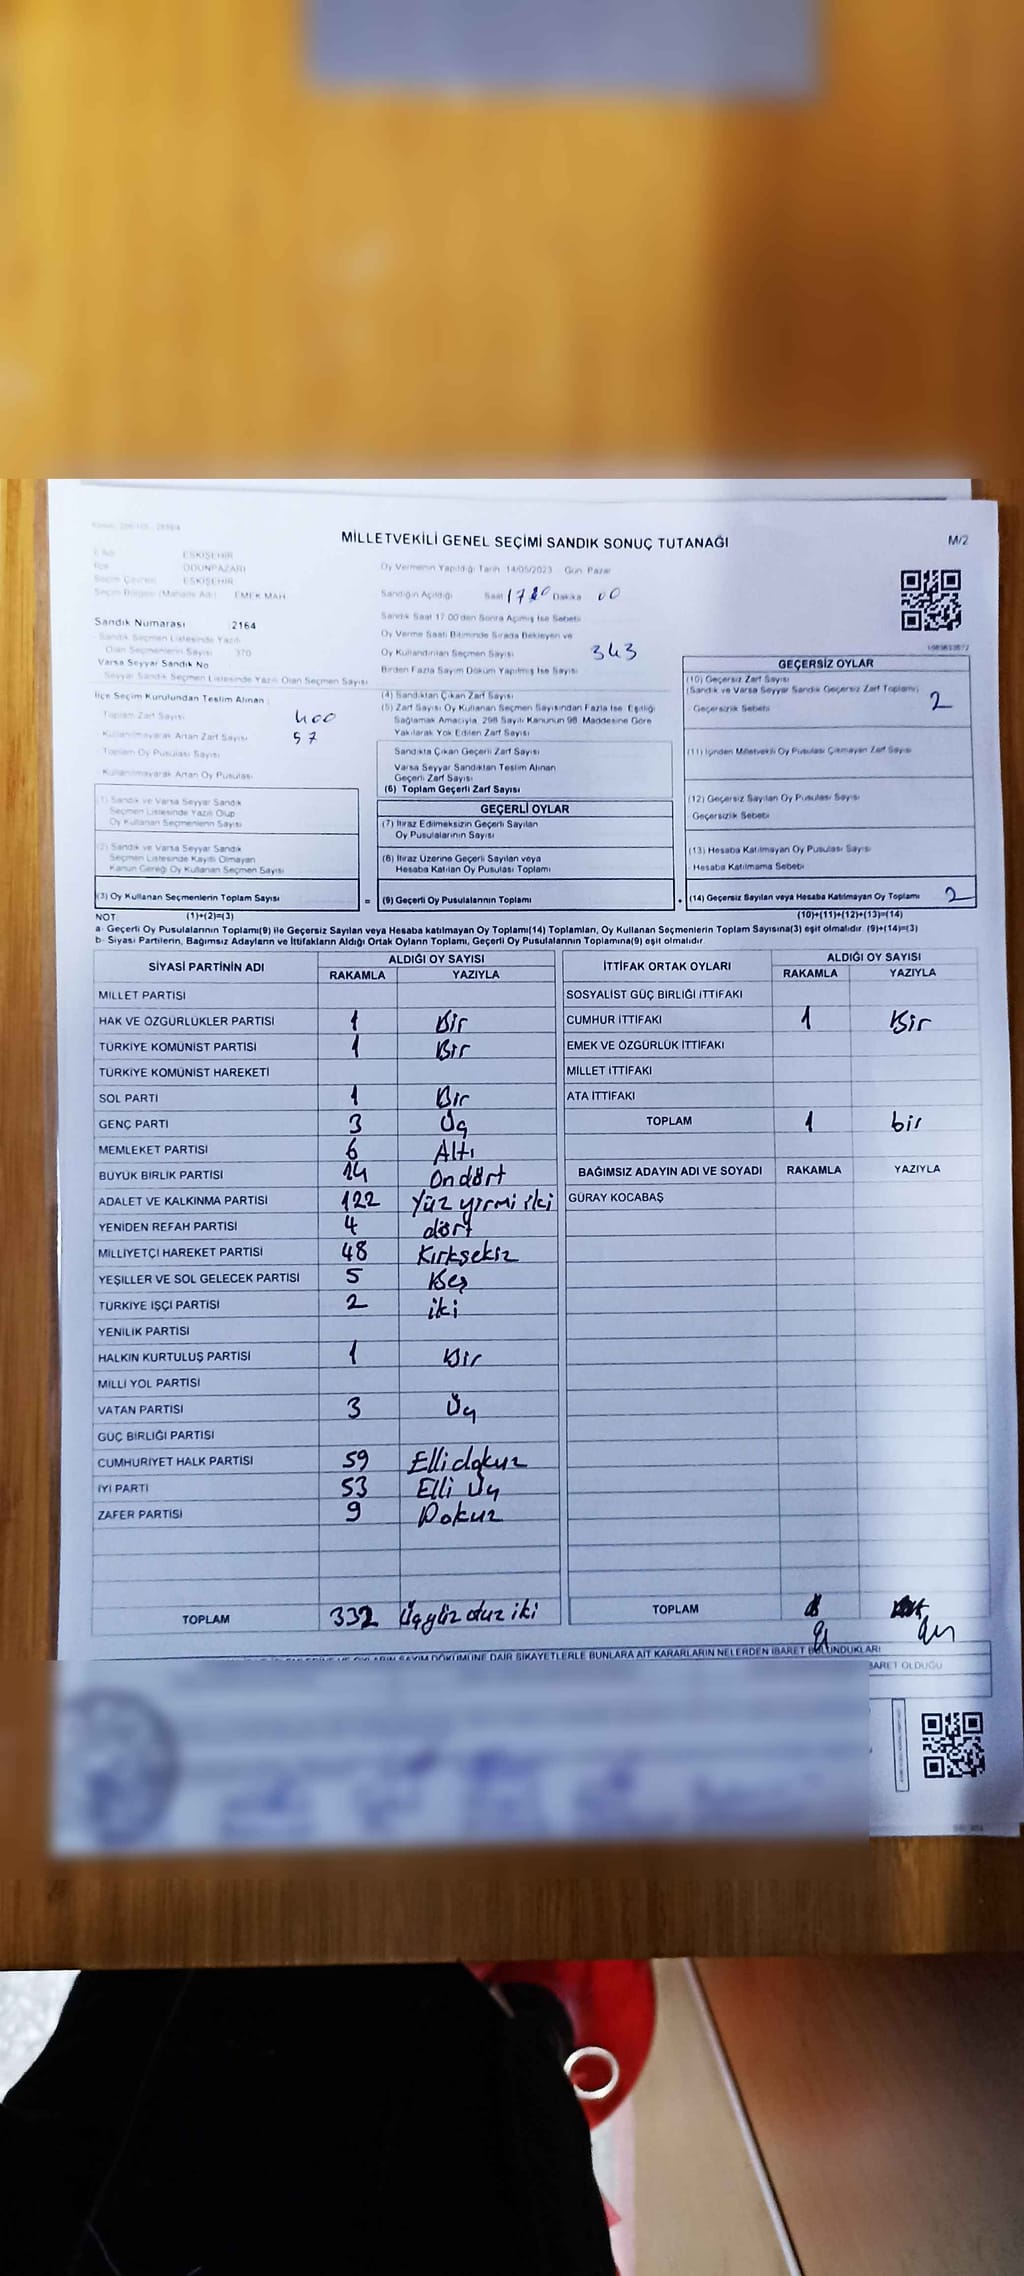 MİLLETVEKİLİ GENEL SEÇİMİ SANDIK SONUÇ TUTANAĞI
M/2
İl Adı ESKİŞEHİR
İlçe ODUNPAZARI
Seçim Çevresi ESKİŞEHİR
Seçim Bölgesi (Mahalle Adı) EMEK MAH
Sandık Numarası 2164
Sandık Seçmen Listesinde Yazılı
Olan Seçmenlerin Sayısı 370
Varsa Seyyar Sandık No
Seyyar Sandık Seçmen Listesinde Yazılı Olan Seçmen Sayısı
İlçe Seçim Kurulundan Teslim Alınan :
Toplam Zarf Sayısı 400
Kullanılmayarak Artan Zarf Sayısı 57
Toplam Oy Pusulası Sayısı
Kullanılmayarak Artan Oy Pusulası
(1) Sandık ve Varsa Seyyar Sandık
Seçmen Listesinde Yazılı Olup
Oy Kullanan Seçmenlerin Sayısı
(2) Sandık ve Varsa Seyyar Sandık
Seçmen Listesinde Kayıtlı Olmayan
Kanun Gereği Oy Kullanan Seçmen Sayısı
(3) Oy Kullanan Seçmenlerin Toplam Sayısı
Oy Vermenin Yapıldığı Tarih 14/05/2023 Gün: Pazar
Sandığın Açıldığı Saat Dakika 00
Sandık Saat 17.00'den Sonra Açılmış İse Sebebi
Oy Verme Saati Bitiminde Sırada Bekleyen ve
Oy Kullandırılan Seçmen Sayısı 343
Birden Fazla Sayım Döküm Yapılmış İse Sayısı
(4) Sandıktan Çıkan Zarf Sayısı
(5) Zarf Sayısı Oy Kullanan Seçmen Sayısından Fazla İse, Eşitliği
Sağlamak Amacıyla, 298 Sayılı Kanunun 98. Maddesine Göre
Yakılarak Yok Edilen Zarf Sayısı
Sandıkta Çıkan Geçerli Zarf Sayısı
Varsa Seyyar Sandıktan Teslim Alınan
Geçerli Zarf Sayısı
(6) Toplam Geçerli Zarf Sayısı
GEÇERLİ OYLAR
(7) İtiraz Edilmeksizin Geçerli Sayılan
Oy Pusulalarının Sayısı
(8) İtiraz Üzerine Geçerli Sayılan veya
Hesaba Katılan Oy Pusulası Toplamı
= (9) Geçerli Oy Pusulalarının Toplamı +
GEÇERSİZ OYLAR
(10) Geçersiz Zarf Sayısı
(Sandık ve Varsa Seyyar Sandık Geçersiz Zarf Toplamı) 2
Geçersizlik Sebebi
(11) İçinden Milletvekili Oy Pusulası Çıkmayan Zarf Sayısı
(12) Geçersiz Sayılan Oy Pusulası Sayısı
Geçersizlik Sebebi
(13) Hesaba Katılmayan Oy Pusulası Sayısı
Hesaba Katılmama Sebebi
(14) Geçersiz Sayılan veya Hesaba Katılmayan Oy Toplamı 2
NOT: (1)+(2)=(3) (10)+(11)+(12)+(13)=(14)
a- Geçerli Oy Pusulalarının Toplamı(9) ile Geçersiz Sayılan veya Hesaba katılmayan Oy Toplamı(14) Toplamları, Oy Kullanan Seçmenlerin Toplam Sayısına(3) eşit olmalıdır. (9)+(14)=(3)
b- Siyasi Partilerin, Bağımsız Adayların ve İttifakların Aldığı Ortak Oyların Toplamı, Geçerli Oy Pusulalarının Toplamına(9) eşit olmalıdır
SİYASİ PARTİNİN ADI ALDIĞI OY SAYISI
RAKAMLA YAZIYLA
MİLLET PARTİSİ
HAK VE ÖZGÜRLÜKLER PARTİSİ 1 Bir
TÜRKİYE KOMÜNİST PARTİSİ 1 Bir
TÜRKİYE KOMÜNİST HAREKETİ
SOL PARTİ 1 Bir
GENÇ PARTİ 3 Üç
MEMLEKET PARTİSİ 6 Altı
BÜYÜK BİRLİK PARTİSİ 14 Ondört
ADALET VE KALKINMA PARTİSİ 122 Yüz yirmi iki
YENİDEN REFAH PARTİSİ 4 dört
MİLLİYETÇİ HAREKET PARTİSİ 48 Kırksekiz
YEŞİLLER VE SOL GELECEK PARTİSİ 5 Beş
TÜRKİYE İŞÇİ PARTİSİ 2 iki
YENİLİK PARTİSİ
HALKIN KURTULUŞ PARTİSİ 1 Bir
MİLLİ YOL PARTİSİ
VATAN PARTİSİ 3 Üç
GÜÇ BİRLİĞİ PARTİSİ
CUMHURİYET HALK PARTİSİ 59 Elli dokuz
İYİ PARTİ 53 Elli Üç
ZAFER PARTİSİ 9 Dokuz
TOPLAM 332 Üçyüz otuz iki
İTTİFAK ORTAK OYLARI ALDIĞI OY SAYISI
RAKAMLA YAZIYLA
SOSYALİST GÜÇ BİRLİĞİ İTTİFAKI
CUMHUR İTTİFAKI 1 Bir
EMEK VE ÖZGÜRLÜK İTTİFAKI
MİLLET İTTİFAKI
ATA İTTİFAKI
TOPLAM 1 bir
BAĞIMSIZ ADAYIN ADI VE SOYADI RAKAMLA YAZIYLA
GÜRAY KOCABAŞ
TOPLAM
OYLARIN SAYIM DÖKÜMÜNE DAİR ŞİKAYETLERLE BUNLARA AİT KARARLARIN NELERDEN İBARET BULUNDUKLARI
İBARET OLDUĞU